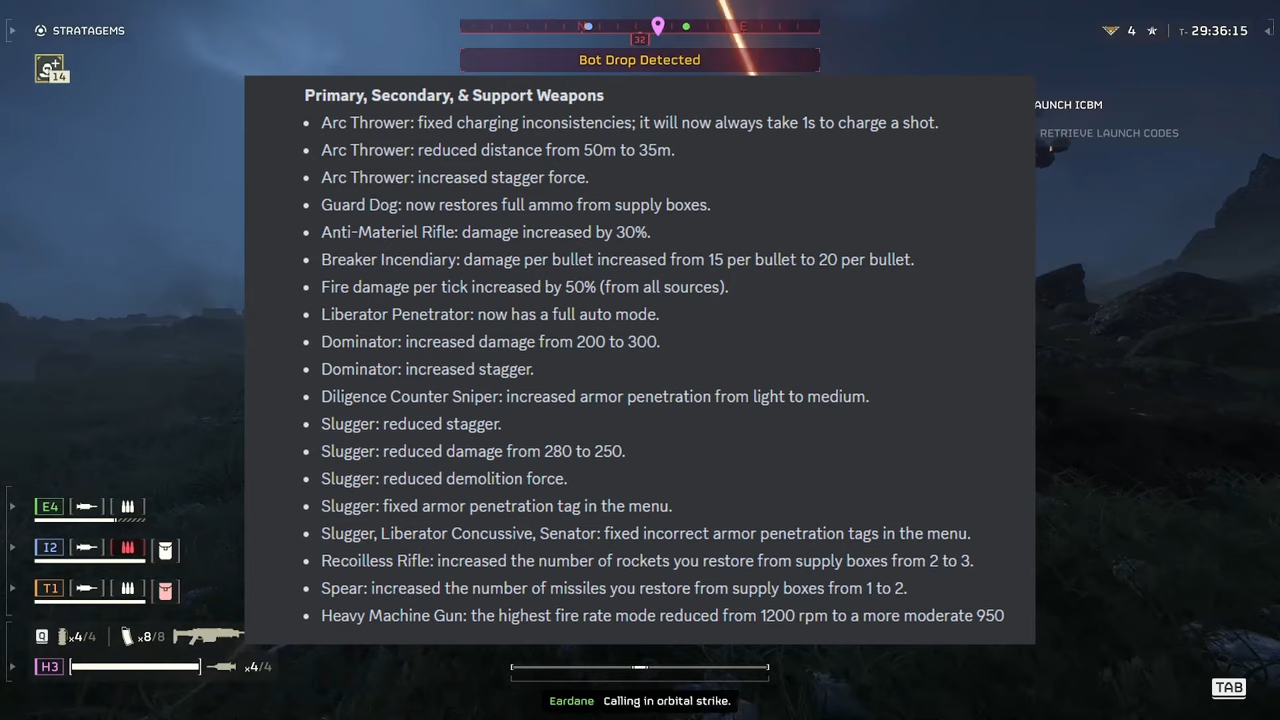 STRATAGEMS
14
E
32
Bot Drop Detected
4
T- 29:36:15
AUNCH ICBM
RETRIEVE LAUNCH CODES
Primary, Secondary, & Support Weapons
• Arc Thrower: fixed charging inconsistencies; it will now always take 1s to charge a shot.
• Arc Thrower: reduced distance from 50m to 35m.
• Arc Thrower: increased stagger force.
• Guard Dog: now restores full ammo from supply boxes.
• Anti-Materiel Rifle: damage increased by 30%.
• Breaker Incendiary: damage per bullet increased from 15 per bullet to 20 per bullet.
• Fire damage per tick increased by 50% (from all sources).
• Liberator Penetrator: now has a full auto mode.
• Dominator: increased damage from 200 to 300.
• Dominator: increased stagger.
• Diligence Counter Sniper: increased armor penetration from light to medium.
• Slugger: reduced stagger.
• Slugger: reduced damage from 280 to 250.
• Slugger: reduced demolition force.
• Slugger: fixed armor penetration tag in the menu.
• Slugger, Liberator Concussive, Senator: fixed incorrect armor penetration tags in the menu.
• Recoilless Rifle: increased the number of rockets you restore from supply boxes from 2 to 3.
• Spear: increased the number of missiles you restore from supply boxes from 1 to 2.
• Heavy Machine Gun: the highest fire rate mode reduced from 1200 rpm to a more moderate 950
E4
I2
T1
Q x4/4 x8/8
H3 x4/4
Eardane Calling in orbital strike.
TAB